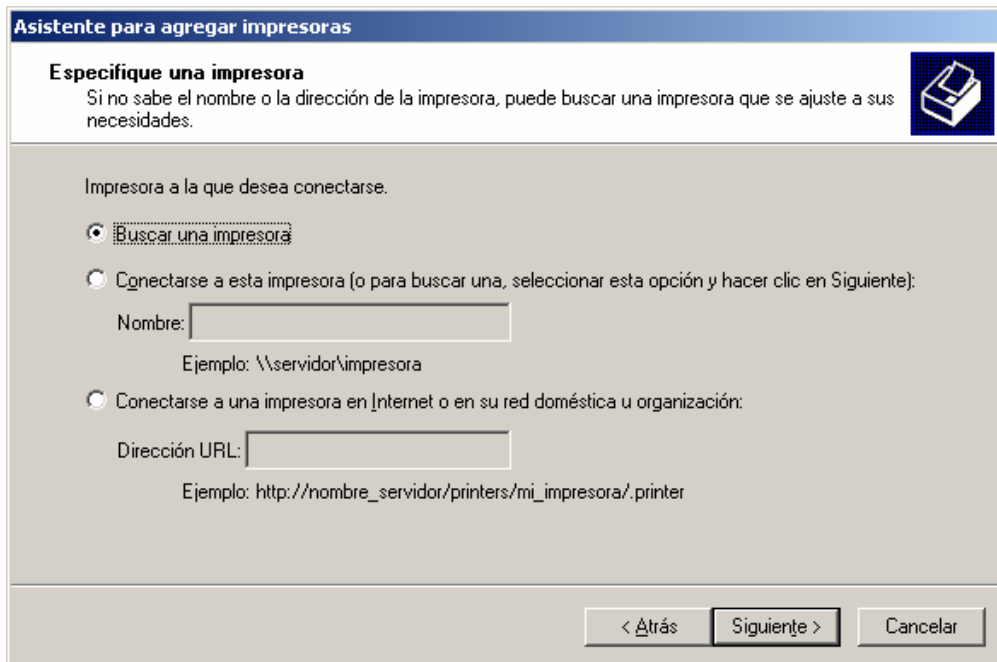 Asistente para agregar impresoras
Especifique una impresora
Si no sabe el nombre o la dirección de la impresora, puede buscar una impresora que se ajuste a sus
necesidades.
Impresora a la que desea conectarse.
Buscar una impresora
Conectarse a esta impresora (o para buscar una, seleccionar esta opción y hacer clic en Siguiente):
Nombre:
Ejemplo: \\servidor\impresora
Conectarse a una impresora en Internet o en su red doméstica u organización:
Dirección URL:
Ejemplo: http://nombre_servidor/printers/mi_impresora/.printer
< Atrás
Siguiente >
Cancelar